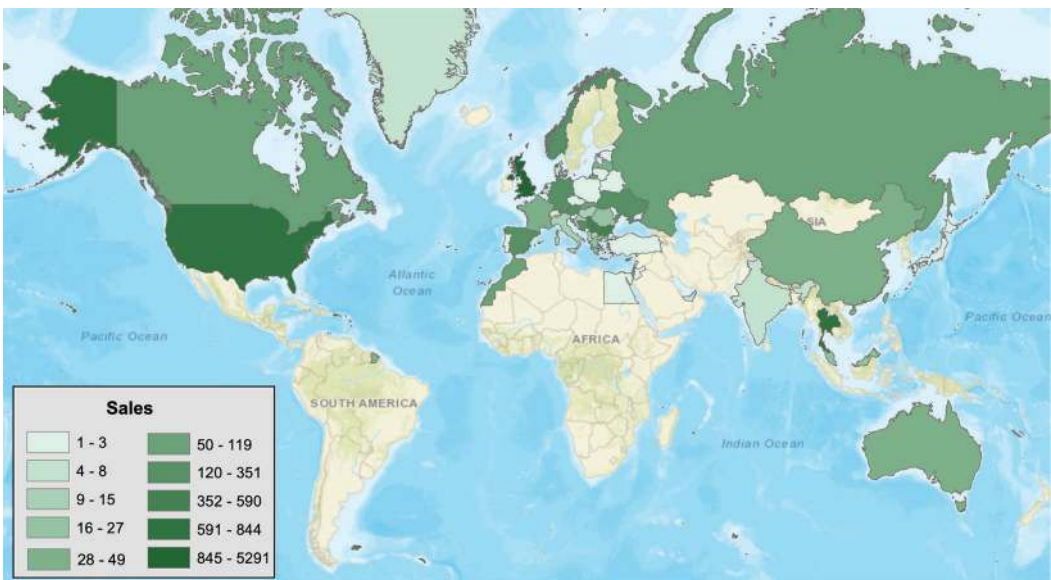 ASIA
Atlantic
Ocean
Pacific Ocean
AFRICA
Pacific Ocean
SOUTH AMERICA
Indian Ocean
Sales
1 - 3
4 - 8
9 - 15
16 - 27
28 - 49
50 - 119
120 - 351
352 - 590
591 - 844
845 - 5291